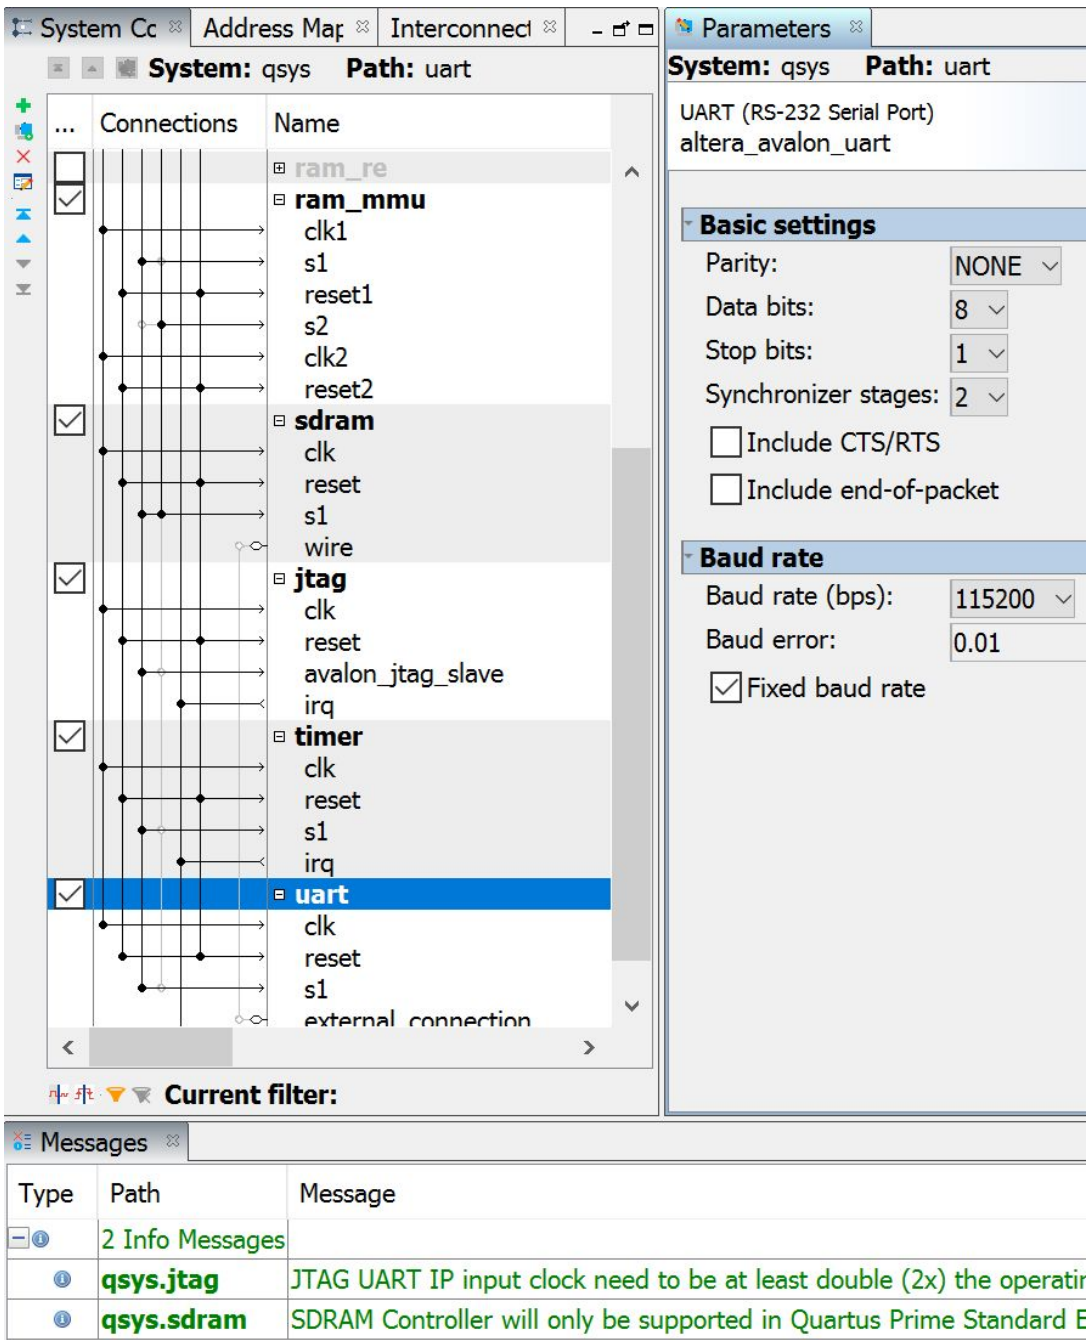 System Cc
Address Map
Interconnect
System: qsys Path: uart
... Connections Name
ram_re
ram_mmu
clk1
s1
reset1
s2
clk2
reset2
sdram
clk
reset
s1
wire
jtag
clk
reset
avalon_jtag_slave
irq
timer
clk
reset
s1
irq
uart
clk
reset
s1
external_connection
Current filter:
Parameters
System: qsys Path: uart
UART (RS-232 Serial Port)
altera_avalon_uart
Basic settings
Parity: NONE
Data bits: 8
Stop bits: 1
Synchronizer stages: 2
Include CTS/RTS
Include end-of-packet
Baud rate
Baud rate (bps): 115200
Baud error: 0.01
Fixed baud rate
Messages
Type Path Message
2 Info Messages
qsys.jtag JTAG UART IP input clock need to be at least double (2x) the operatin
qsys.sdram SDRAM Controller will only be supported in Quartus Prime Standard E